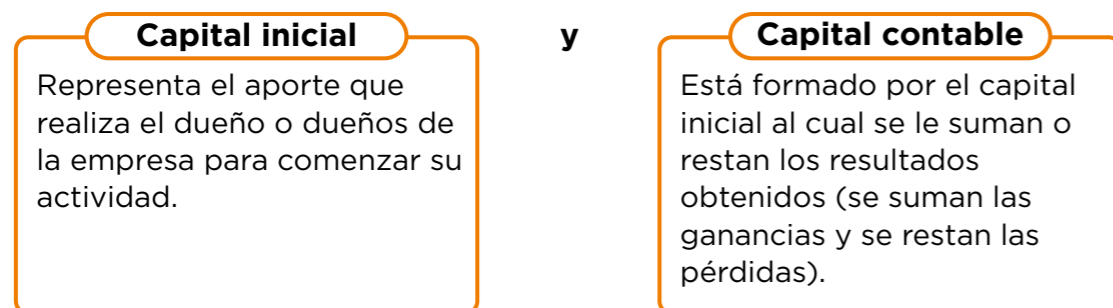 Capital inicial
y
Capital contable
Representa el aporte que
realiza el dueño o dueños de
la empresa para comenzar su
actividad.
Está formado por el capital
inicial al cual se le suman o
restan los resultados
obtenidos (se suman las
ganancias y se restan las
pérdidas).